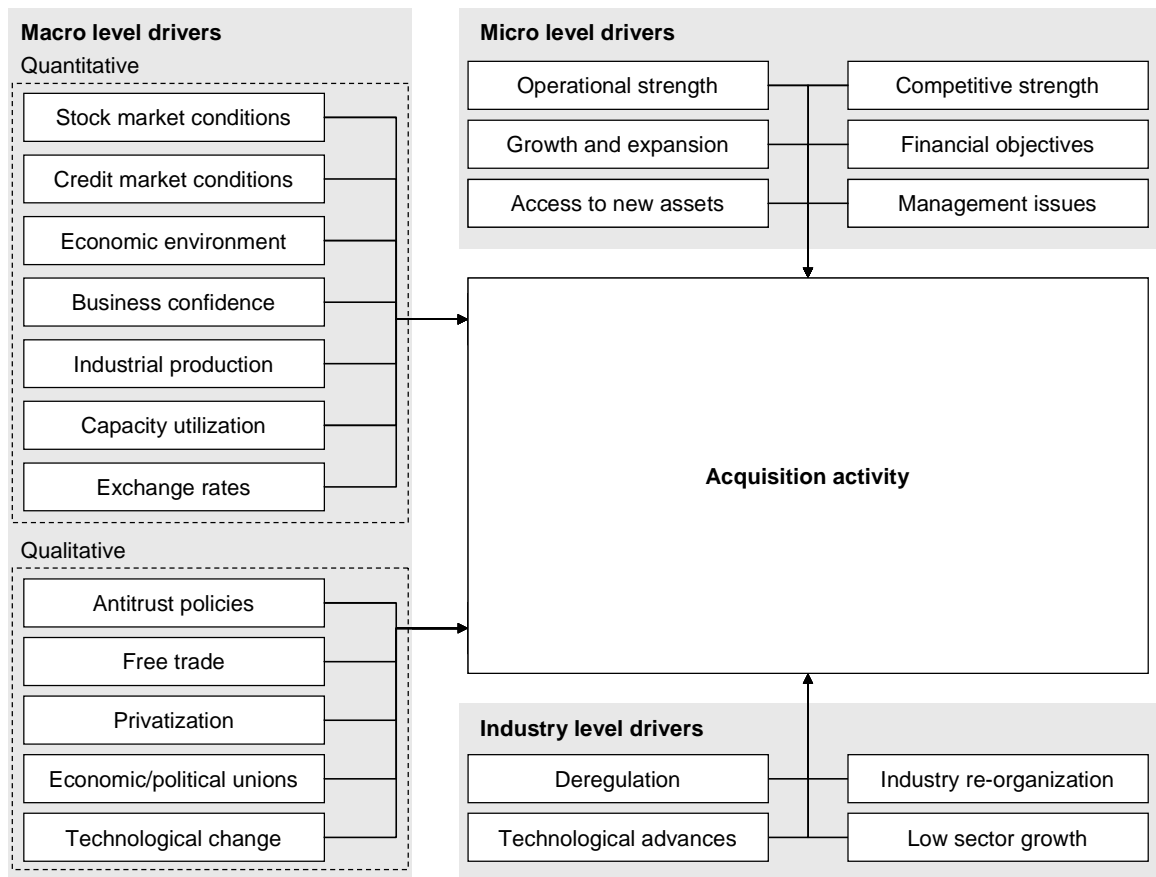 Macro level drivers
Quantitative
Stock market conditions
Credit market conditions
Economic environment
Business confidence
Industrial production
Capacity utilization
Exchange rates
Qualitative
Antitrust policies
Free trade
Privatization
Economic/political unions
Technological change
Micro level drivers
Operational strength
Competitive strength
Growth and expansion
Financial objectives
Access to new assets
Management issues
Acquisition activity
Industry level drivers
Deregulation
Industry re-organization
Technological advances
Low sector growth